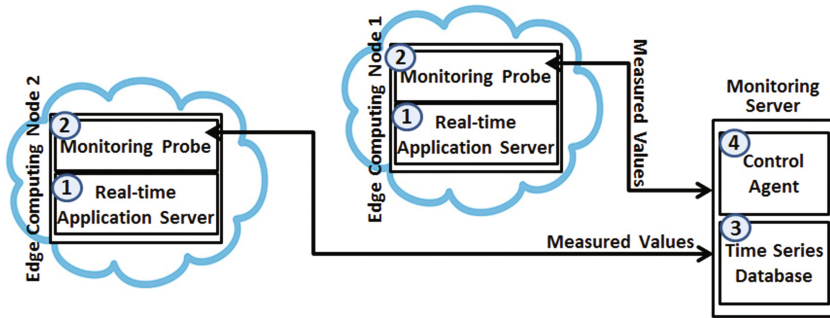 Edge Computing Node 2
2
Monitoring Probe
1
Real-time
Application Server
Edge Computing Node 1
2
Monitoring Probe
1
Real-time
Application Server
Measured Values
Measured Values
Monitoring
Server
4
Control
Agent
3
Time Series
Database